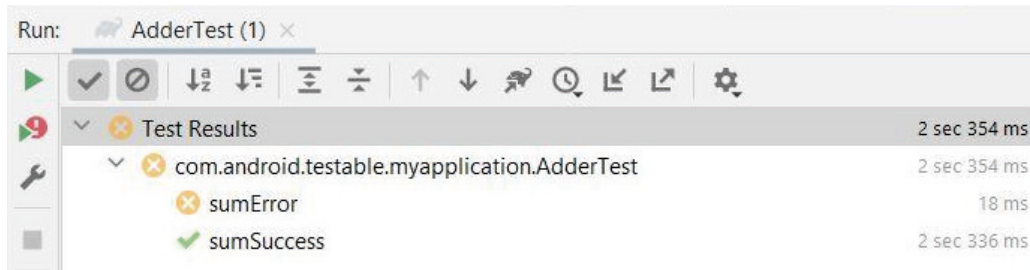 Run: AdderTest (1)
Test Results 2 sec 354 ms
com.android.testable.myapplication.AdderTest 2 sec 354 ms
sumError 18 ms
sumSuccess 2 sec 336 ms